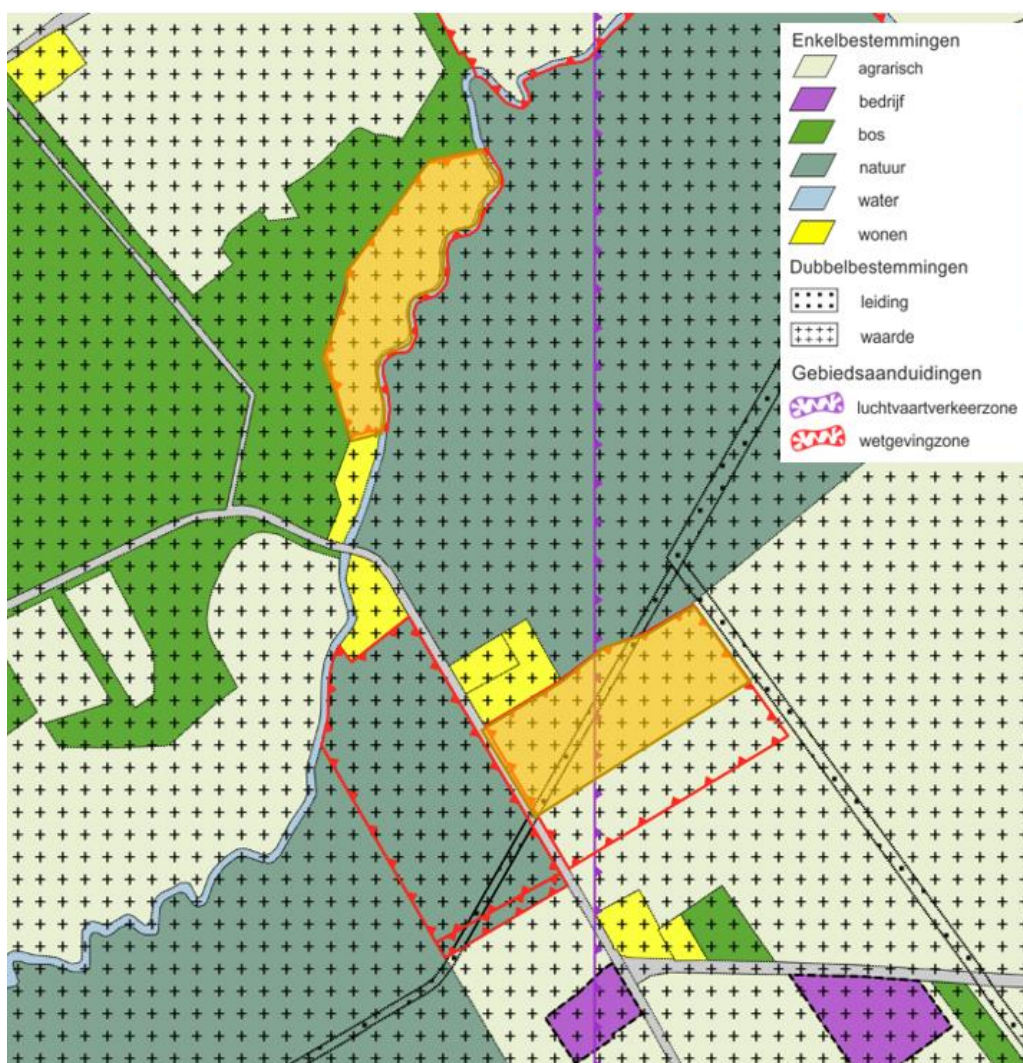 Enkelbestemmingen
agrarisch
bedrijf
bos
natuur
water
wonen
Dubbelbestemmingen
leiding
waarde
Gebiedsaanduidingen
luchtvaartverkeerzone
wetgevingzone